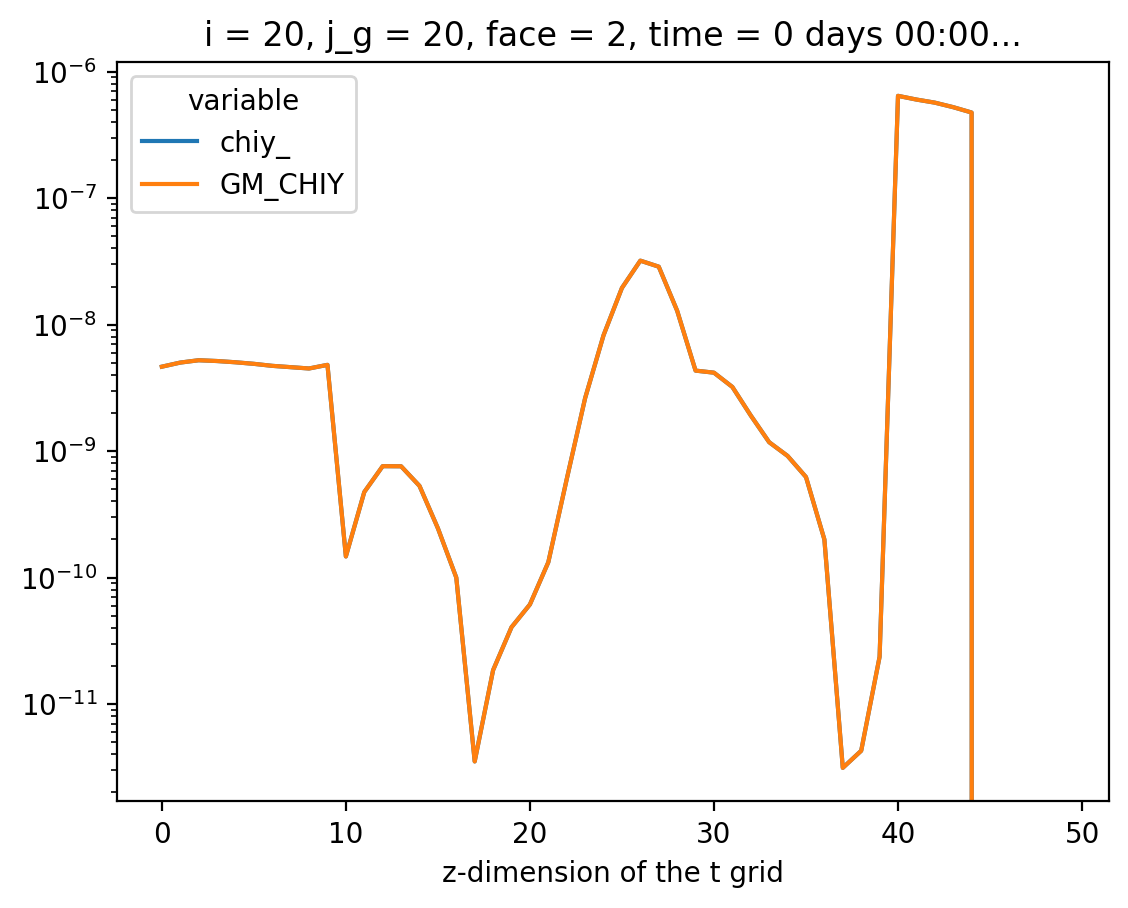 i = 20, j_g = 20, face = 2, time = 0 days 00:00...
variable
chiy_
GM_CHIY
10⁻⁶
10⁻⁷
10⁻⁸
10⁻⁹
10⁻¹⁰
10⁻¹¹
0 10 20 30 40 50
z-dimension of the t grid